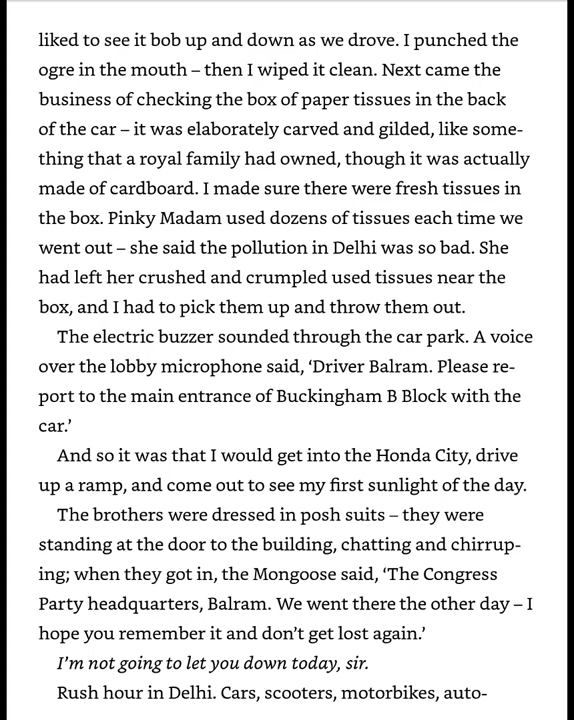 liked to see it bob up and down as we drove. I punched the
ogre in the mouth – then I wiped it clean. Next came the
business of checking the box of paper tissues in the back
of the car – it was elaborately carved and gilded, like some-
thing that a royal family had owned, though it was actually
made of cardboard. I made sure there were fresh tissues in
the box. Pinky Madam used dozens of tissues each time we
went out – she said the pollution in Delhi was so bad. She
had left her crushed and crumpled used tissues near the
box, and I had to pick them up and throw them out.
The electric buzzer sounded through the car park. A voice
over the lobby microphone said, ‘Driver Balram. Please re-
port to the main entrance of Buckingham B Block with the
car.’
And so it was that I would get into the Honda City, drive
up a ramp, and come out to see my first sunlight of the day.
The brothers were dressed in posh suits – they were
standing at the door to the building, chatting and chirrup-
ing; when they got in, the Mongoose said, ‘The Congress
Party headquarters, Balram. We went there the other day – I
hope you remember it and don’t get lost again.’
I’m not going to let you down today, sir.
Rush hour in Delhi. Cars, scooters, motorbikes, auto-